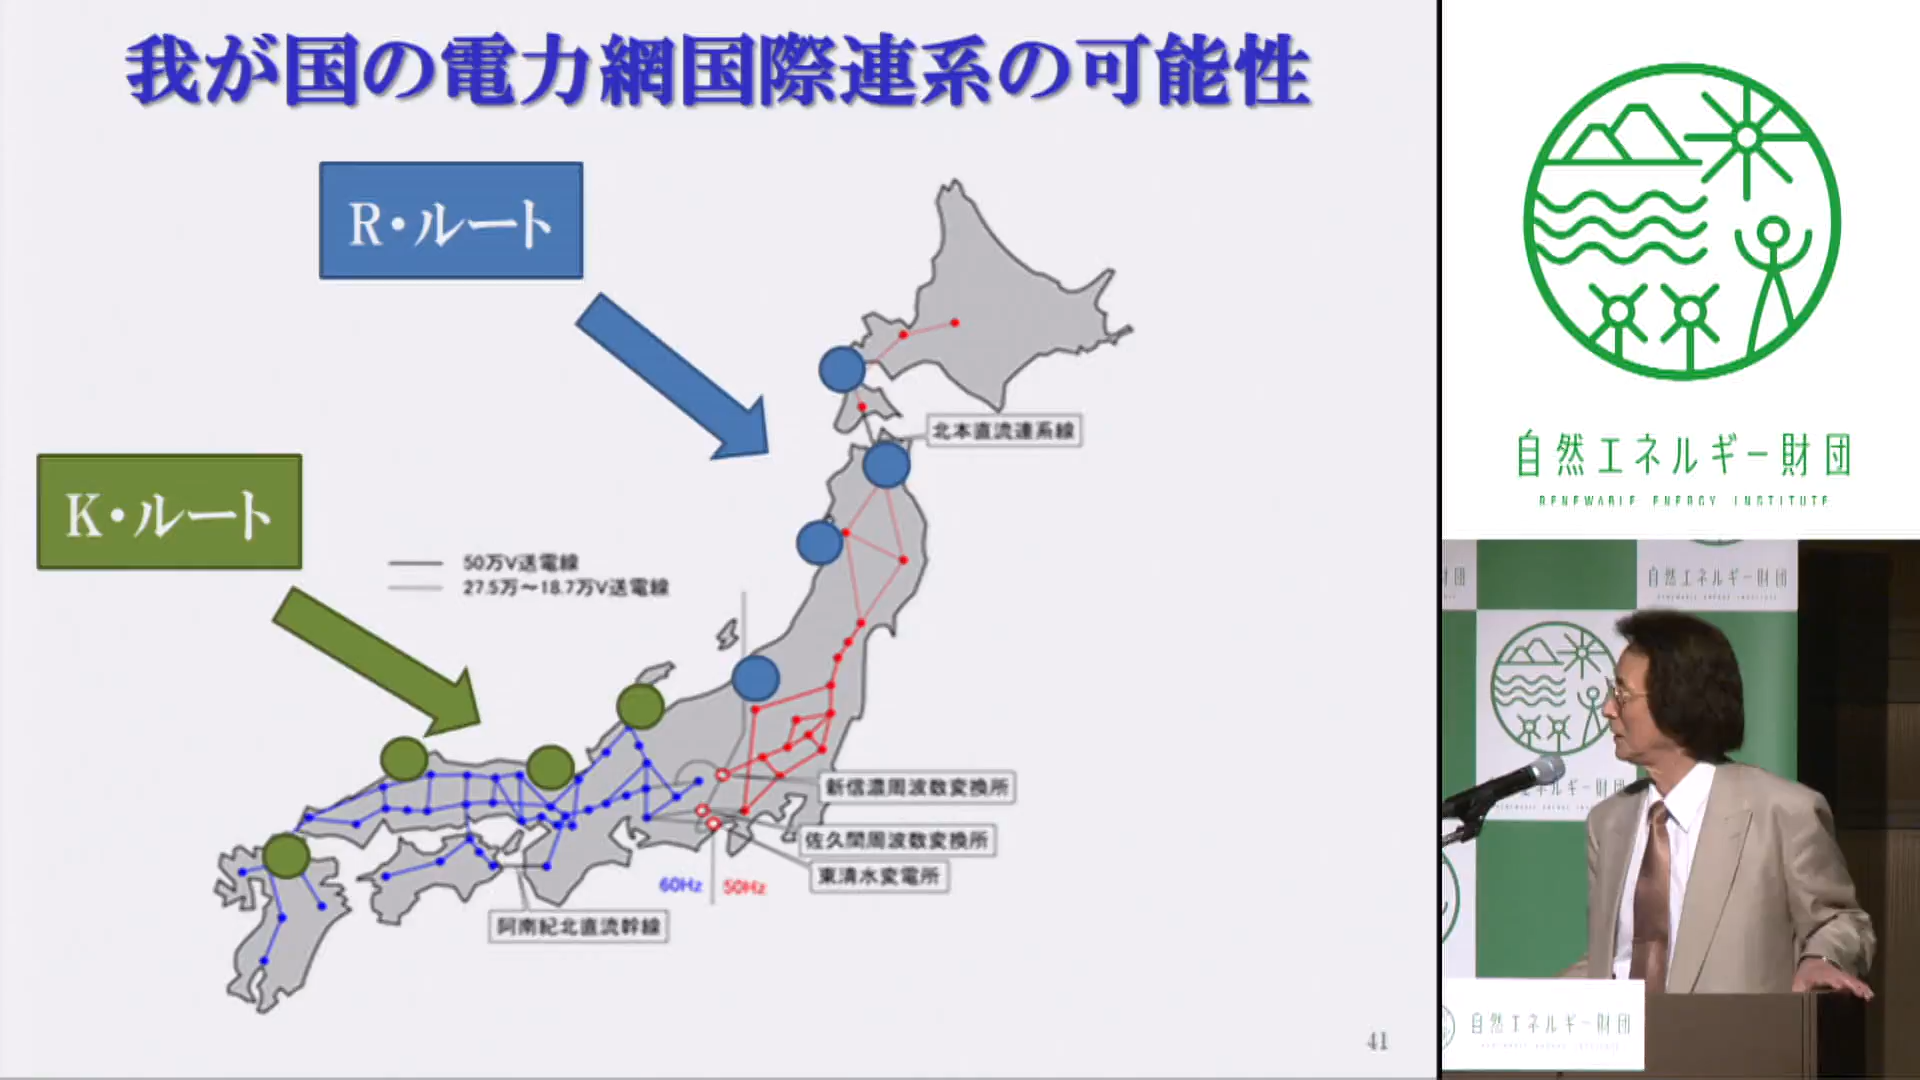 我が国の電力網国際連系の可能性
R・ルート
K・ルート
北本直流連系線
50万V送電線
27.5万～18.7万V送電線
新信濃周波数変換所
佐久間周波数変換所
東清水変電所
60Hz
50Hz
阿南紀北直流幹線
41
自然エネルギー財団
RENEWABLE ENERGY INSTITUTE
自然エネルギー財団
自然エネルギー財団